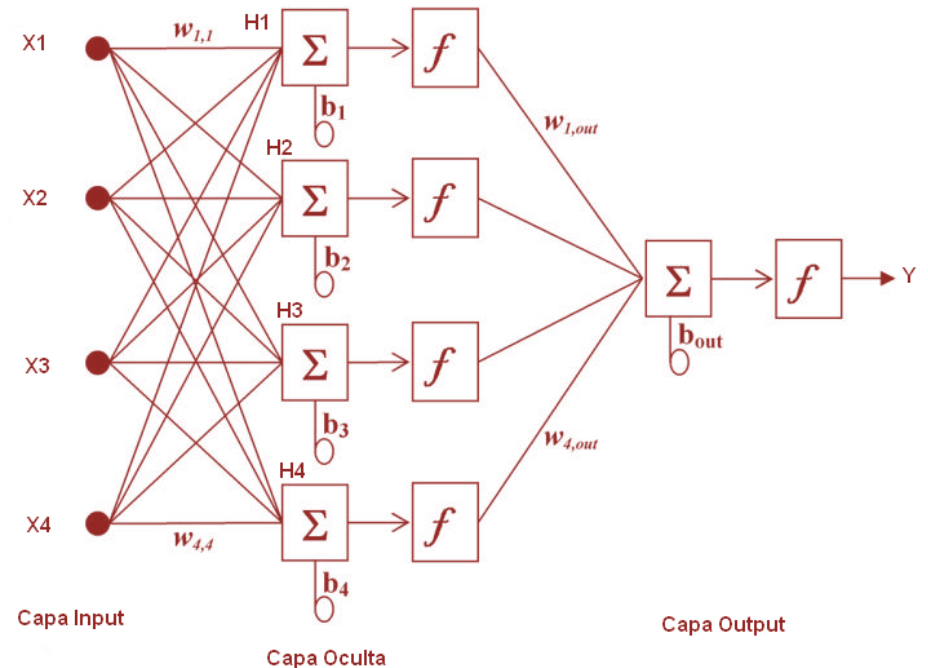 X1
w1,1
H1
Σ
f
b1
w1,out
X2
H2
Σ
f
b2
Σ
f
Y
bout
X3
H3
Σ
f
b3
w4,out
X4
w4,4
H4
Σ
f
b4
Capa Input
Capa Oculta
Capa Output